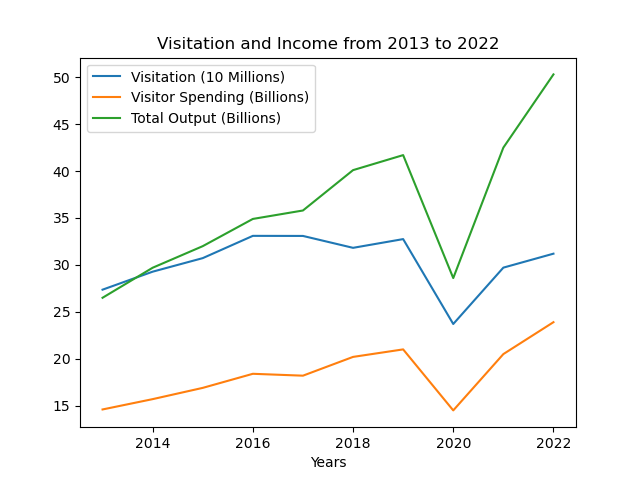 Visitation and Income from 2013 to 2022
Visitation (10 Millions)
Visitor Spending (Billions)
Total Output (Billions)
50
45
40
35
30
25
20
15
2014 2016 2018 2020 2022
Years